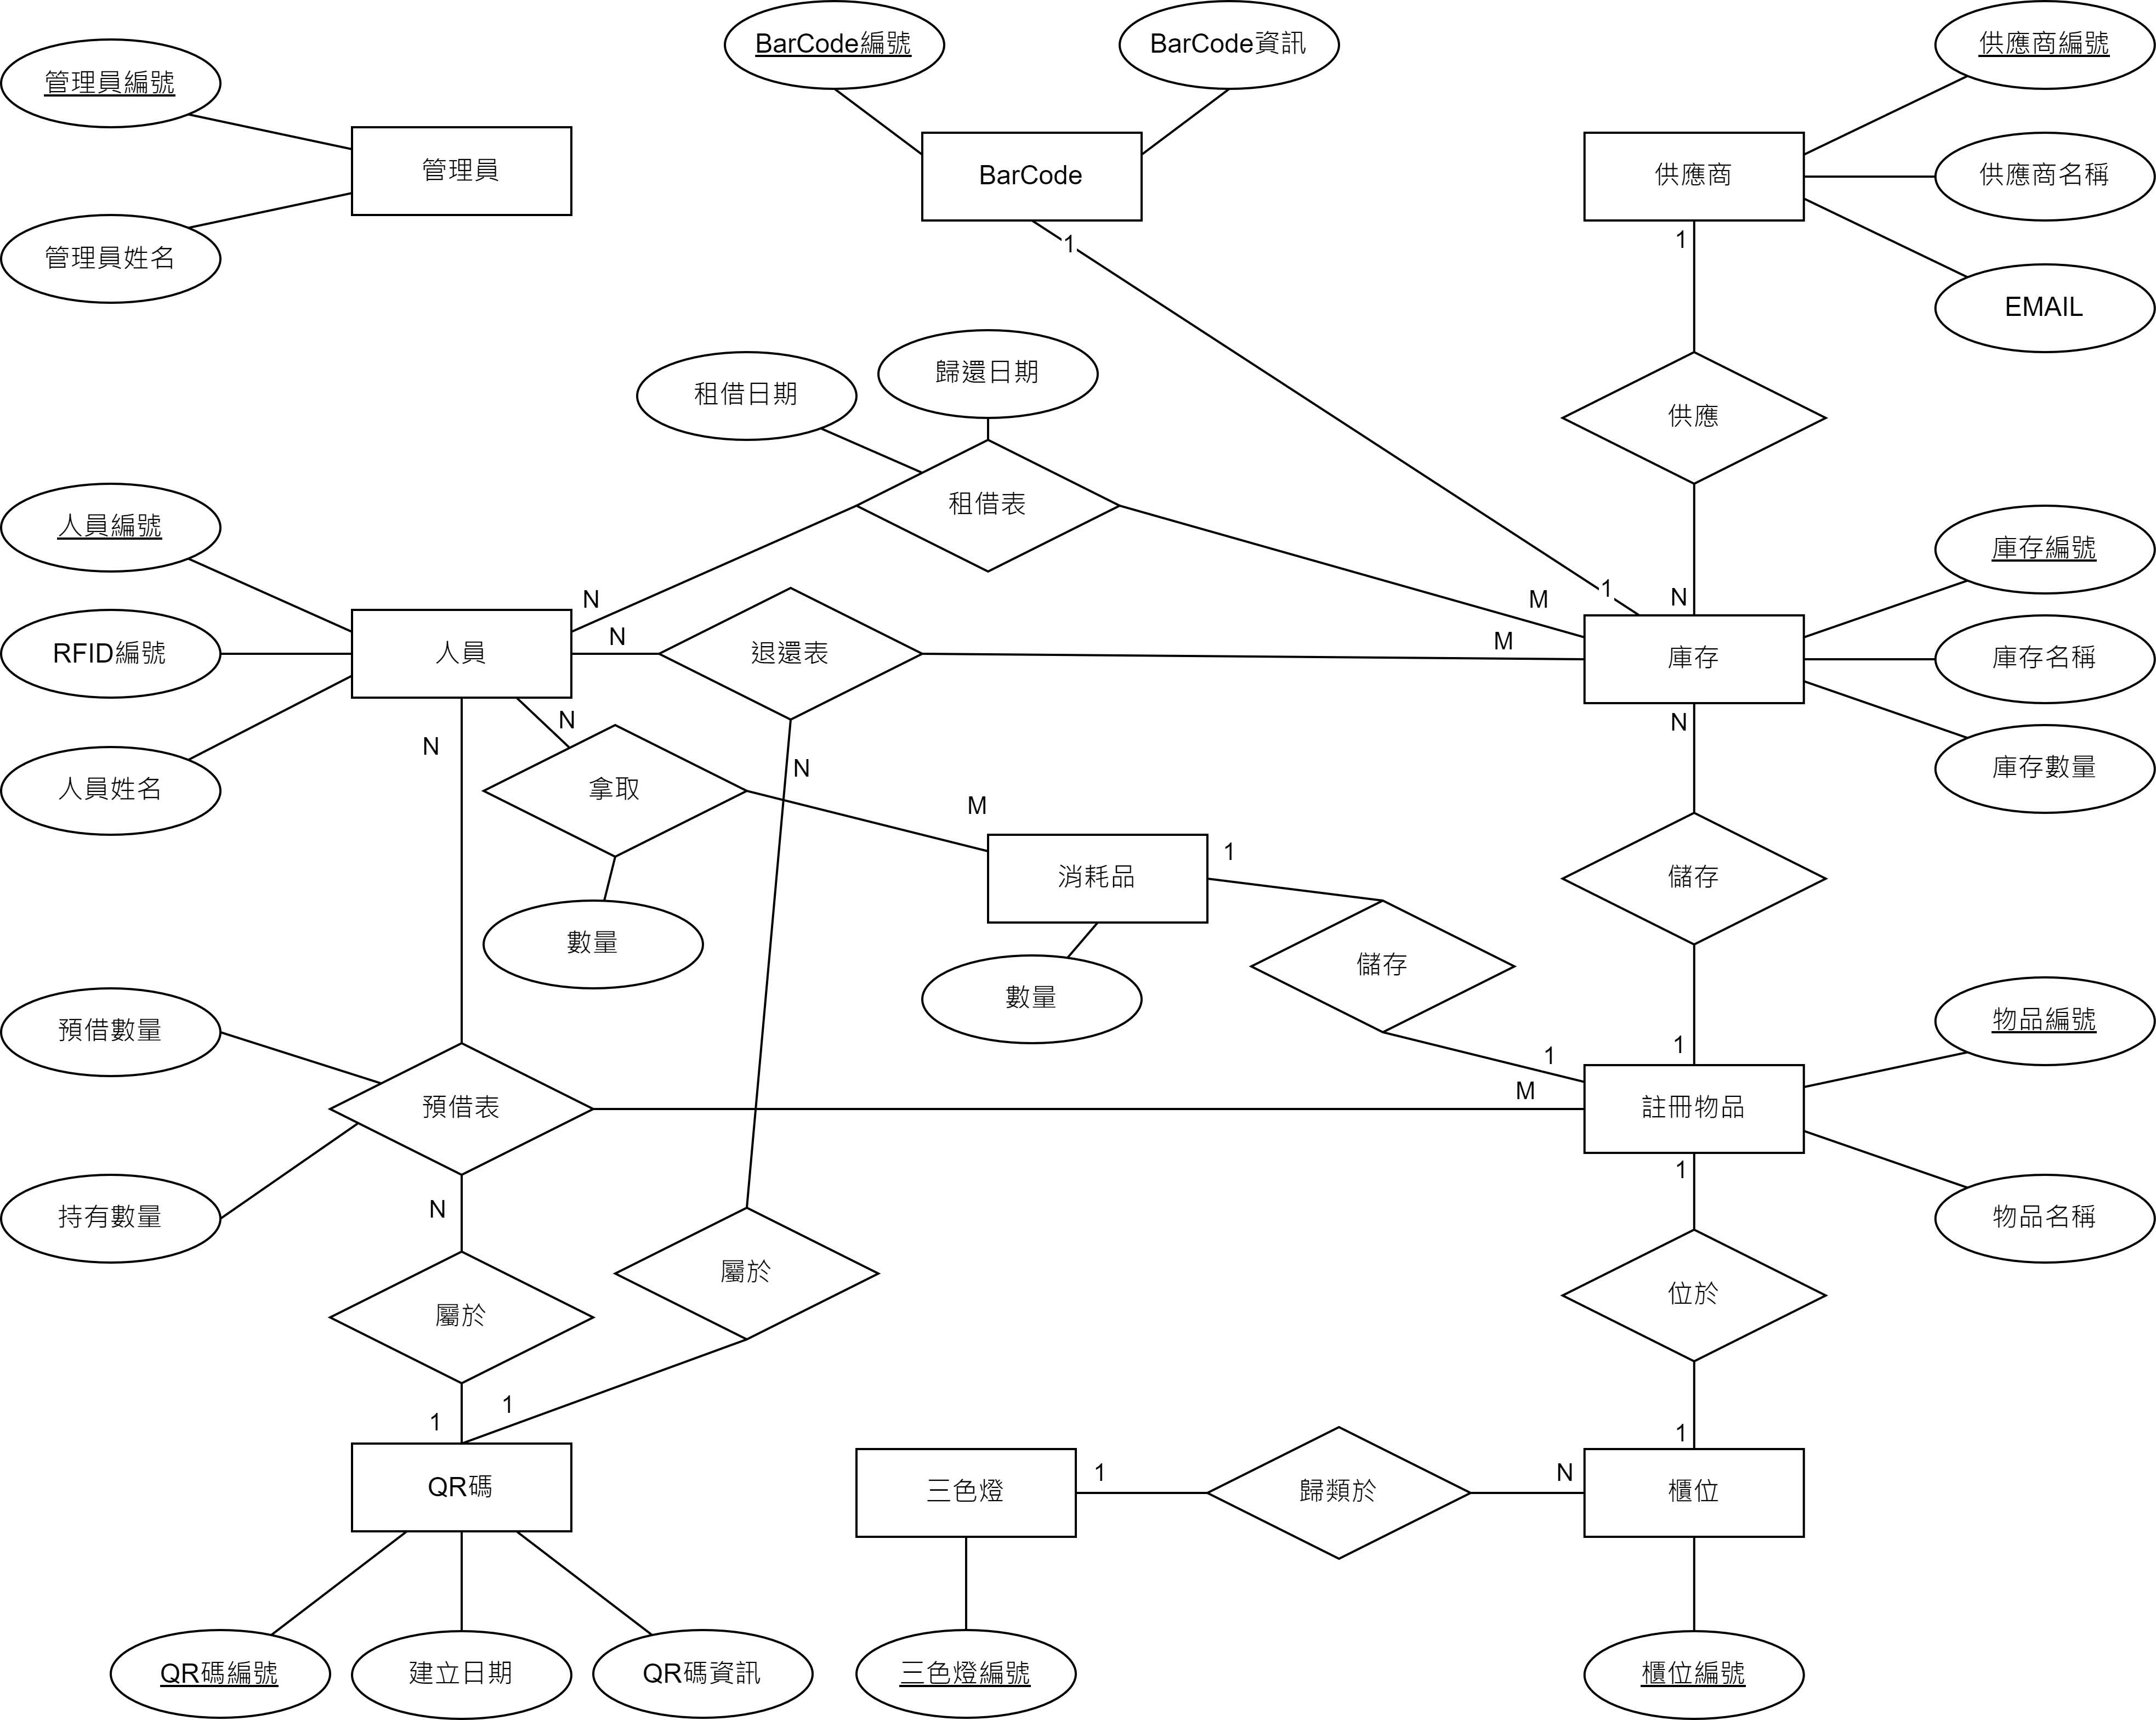 BarCode編號
BarCode資訊
供應商編號
管理員編號
管理員
BarCode
供應商
供應商名稱
管理員姓名
1
1
EMAIL
租借日期
歸還日期
供應
人員編號
租借表
庫存編號
N
M
1
N
RFID編號
人員
N
退還表
M
庫存
庫存名稱
N
N
N
N
人員姓名
拿取
M
庫存數量
消耗品
1
儲存
數量
數量
儲存
預借數量
1
1
物品編號
M
預借表
註冊物品
1
持有數量
N
物品名稱
屬於
屬於
位於
1
1
1
QR碼
三色燈
1
歸類於
N
櫃位
QR碼編號
建立日期
QR碼資訊
三色燈編號
櫃位編號